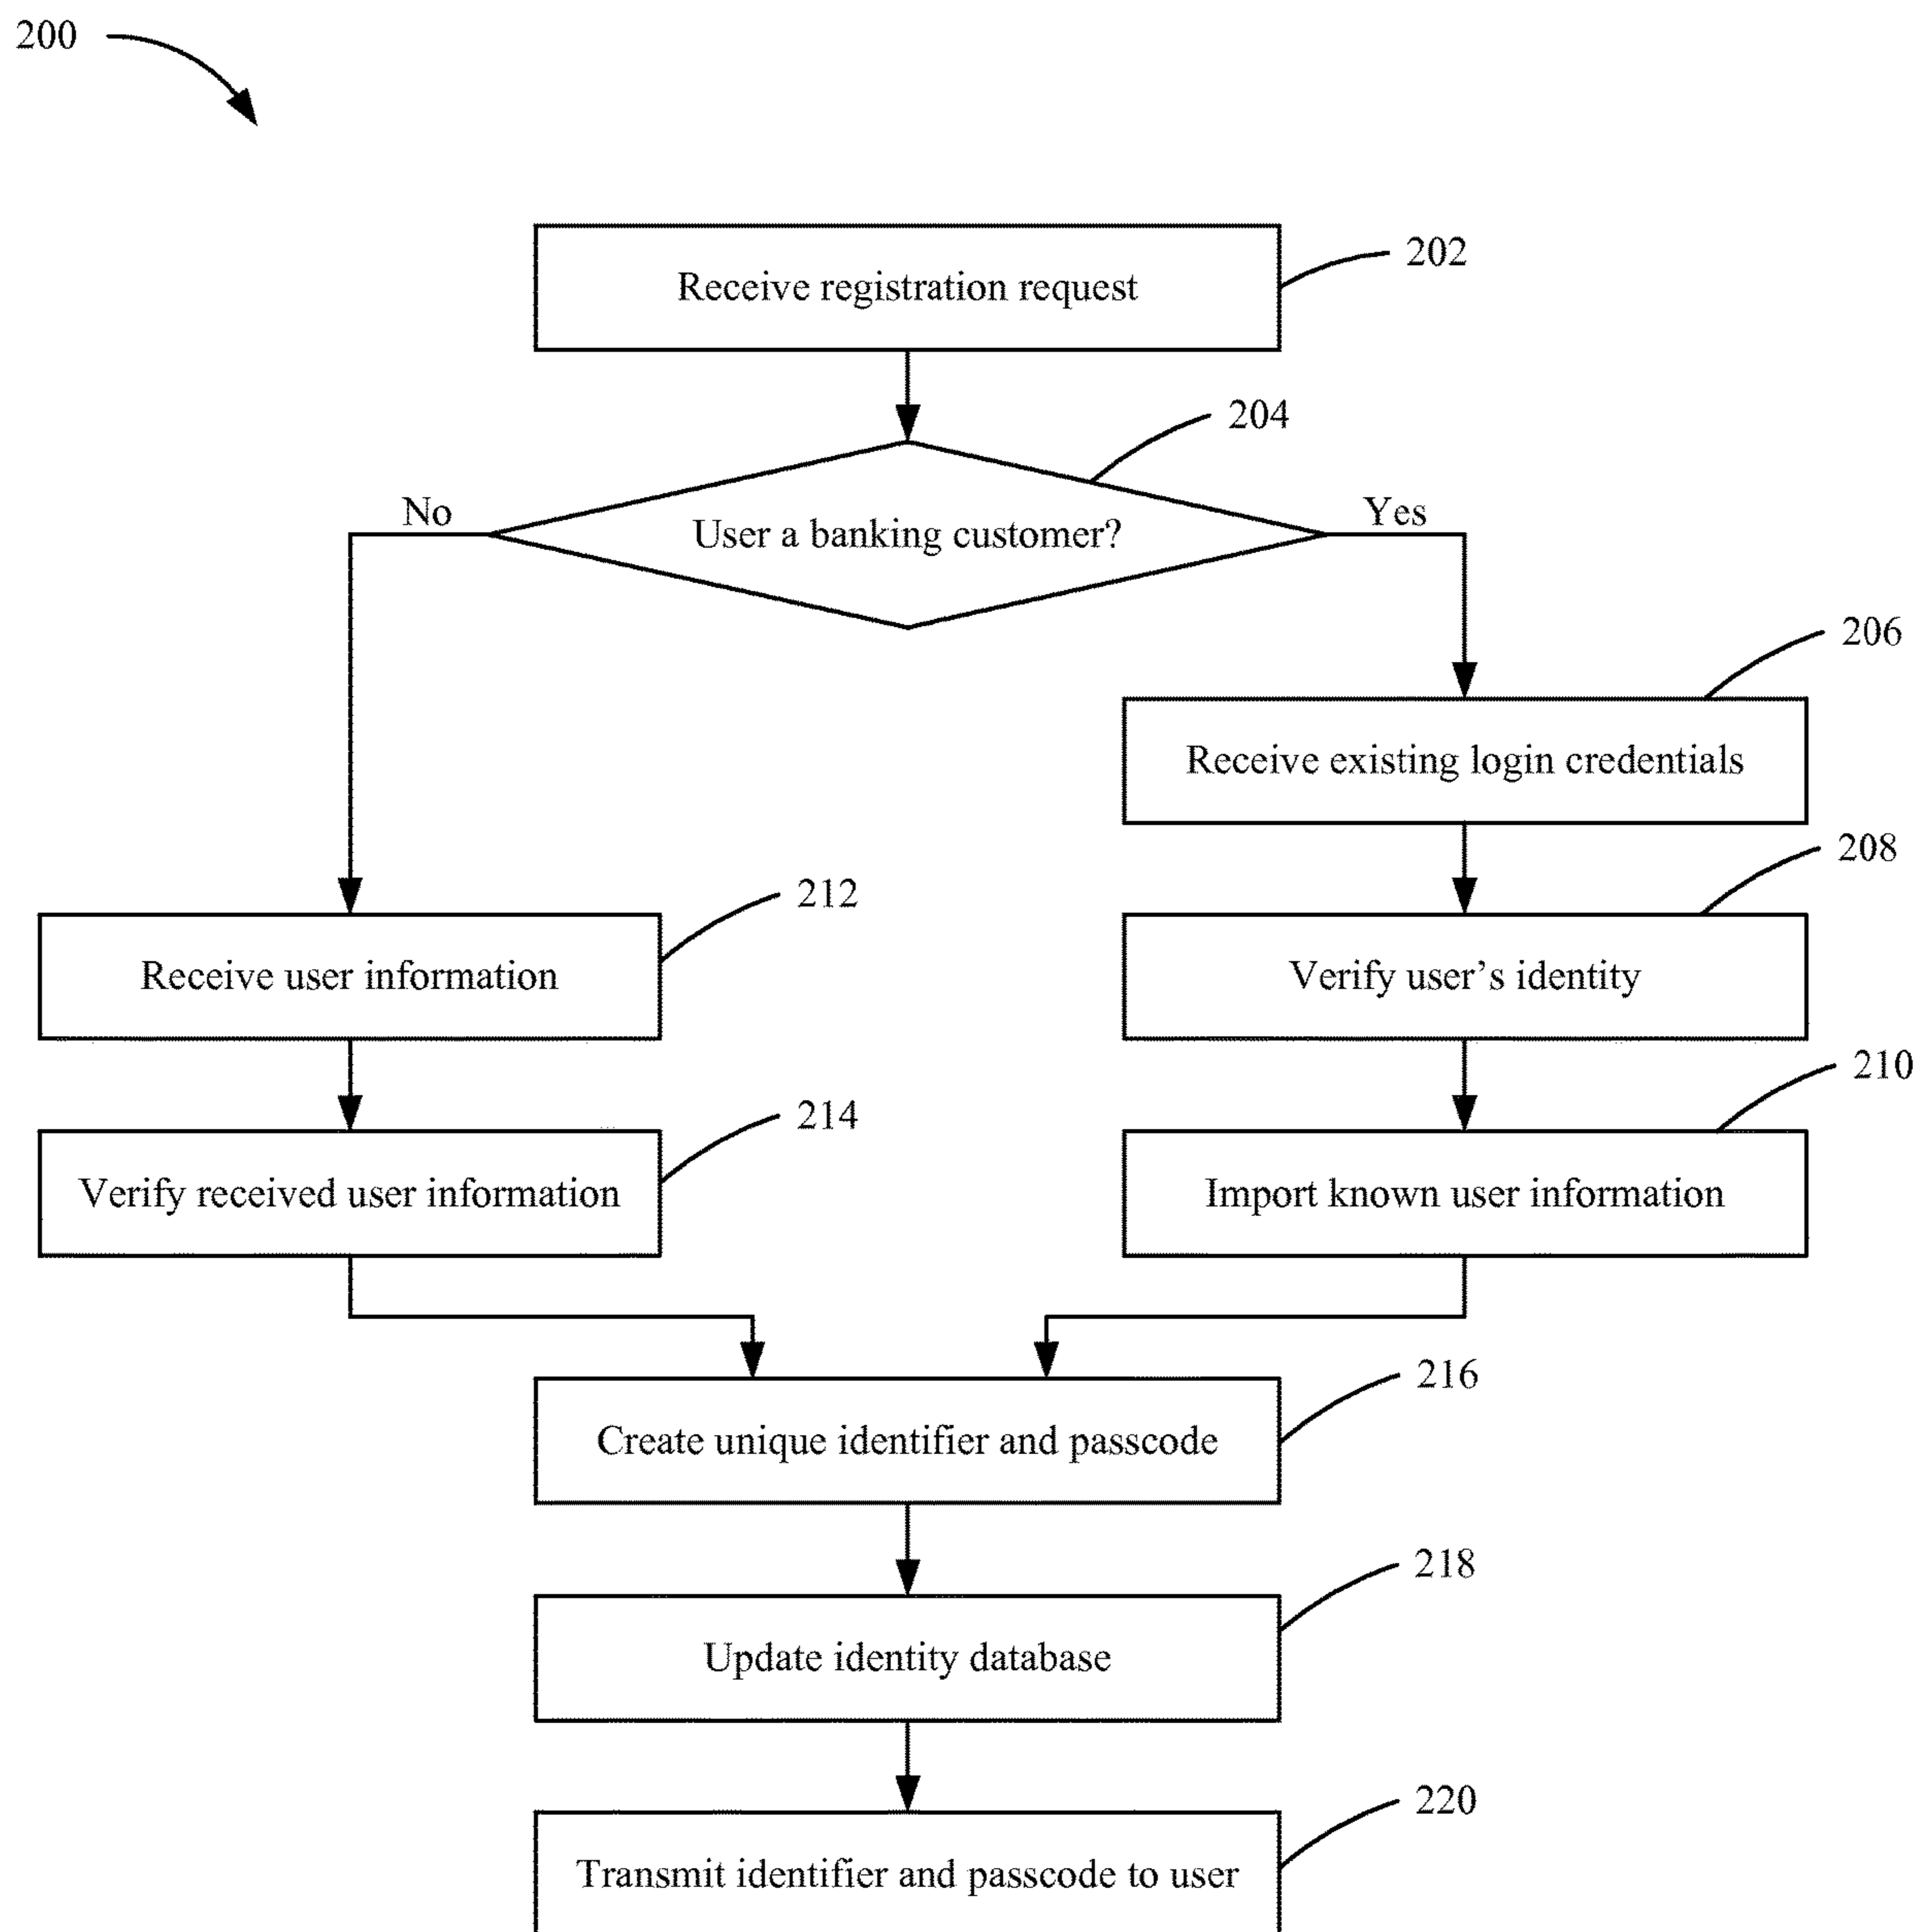 200
Receive registration request
202
204
No
User a banking customer?
Yes
206
Receive existing login credentials
208
212
Receive user information
Verify user’s identity
210
214
Verify received user information
Import known user information
216
Create unique identifier and passcode
218
Update identity database
220
Transmit identifier and passcode to user